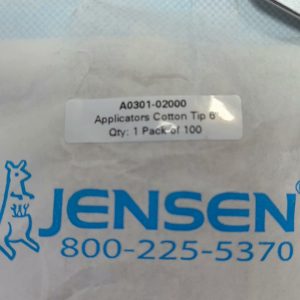 A0301-02000
Applicators Cotton Tip 6"
Qty: 1 Pack of 100
JENSEN®
800-225-5370